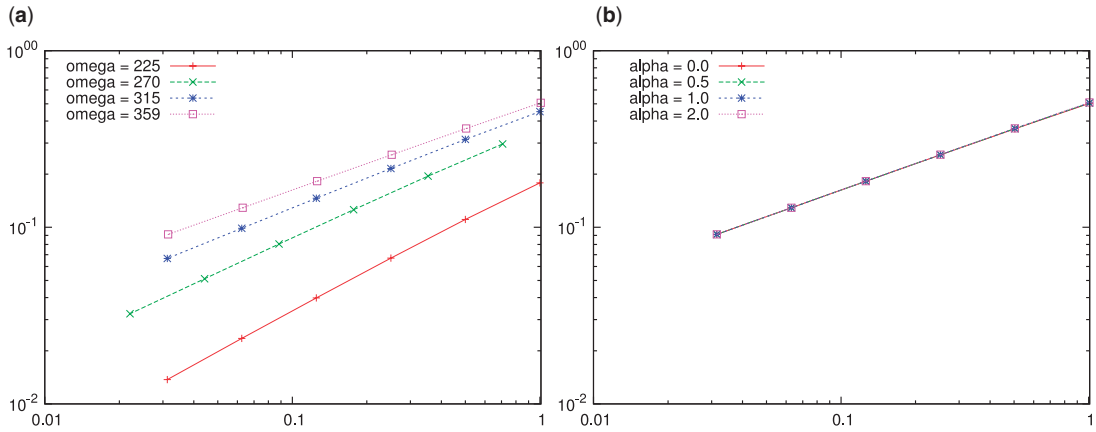 (a)
10^00
omega = 225
omega = 270
omega = 315
omega = 359
10^-1
10^-2
0.01
0.1
1
(b)
10^00
alpha = 0.0
alpha = 0.5
alpha = 1.0
alpha = 2.0
10^-1
10^-2
0.01
0.1
1